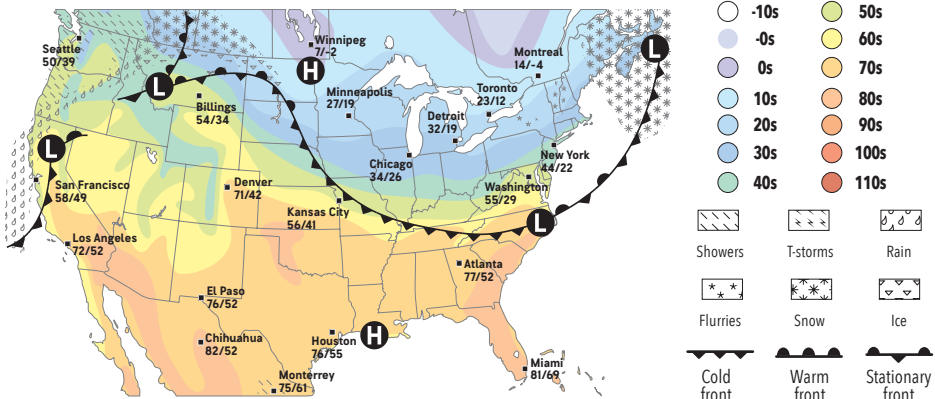 Seattle
50/39
Winnipeg
7/-2
H
Montreal
14/-4
L
L
Billings
54/34
Minneapolis
27/19
Toronto
23/12
Detroit
32/19
L
Chicago
34/26
New York
44/22
San Francisco
58/49
Denver
71/42
Kansas City
56/41
Washington
55/29
L
Los Angeles
72/52
Atlanta
77/52
El Paso
76/52
Chihuahua
82/52
Houston
76/55
H
Monterrey
75/61
Miami
81/69
-10s
-0s
0s
10s
20s
30s
40s
50s
60s
70s
80s
90s
100s
110s
Showers
T-storms
Rain
Flurries
Snow
Ice
Cold
front
Warm
front
Stationary
front